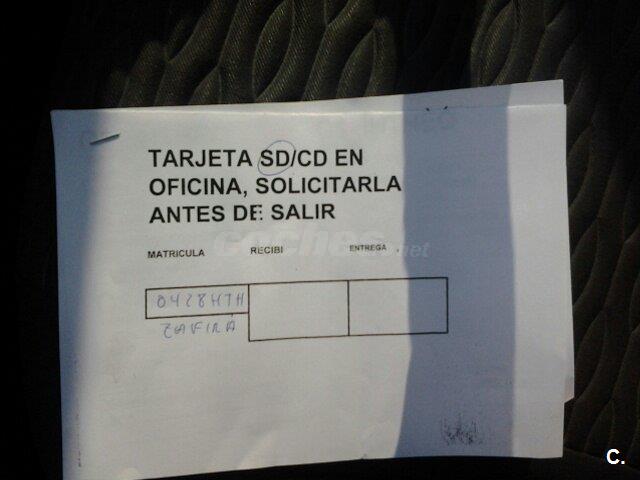 TARJETA SD/CD EN
OFICINA, SOLICITARLA
ANTES DE SALIR
coches.net
MATRICULA RECIBI ENTREGA
0428HTH
ZAFIRA
C.